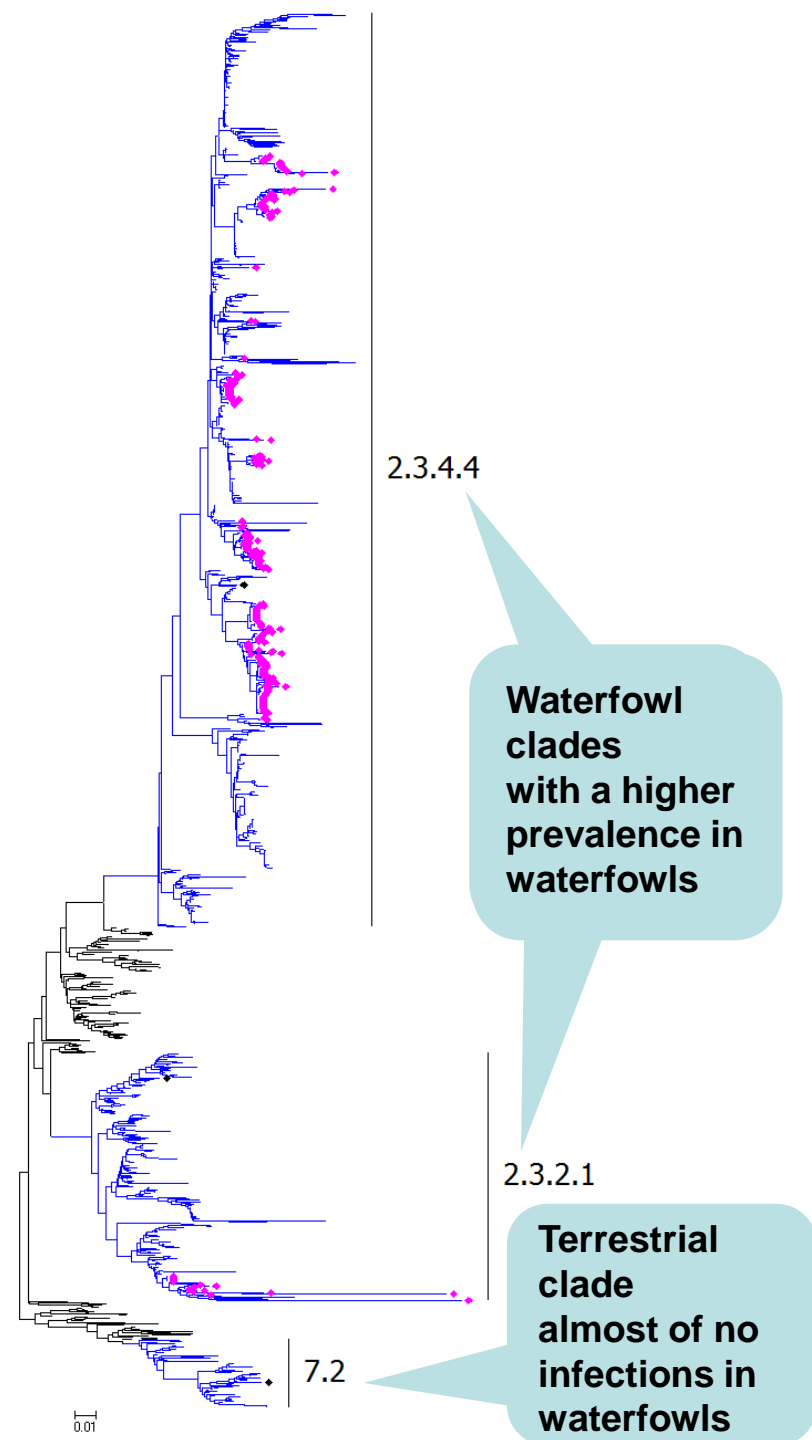 2.3.4.4
Waterfowl
clades
with a higher
prevalence in
waterfowls
2.3.2.1
Terrestrial
clade
almost of no
infections in
waterfowls
7.2
0.01